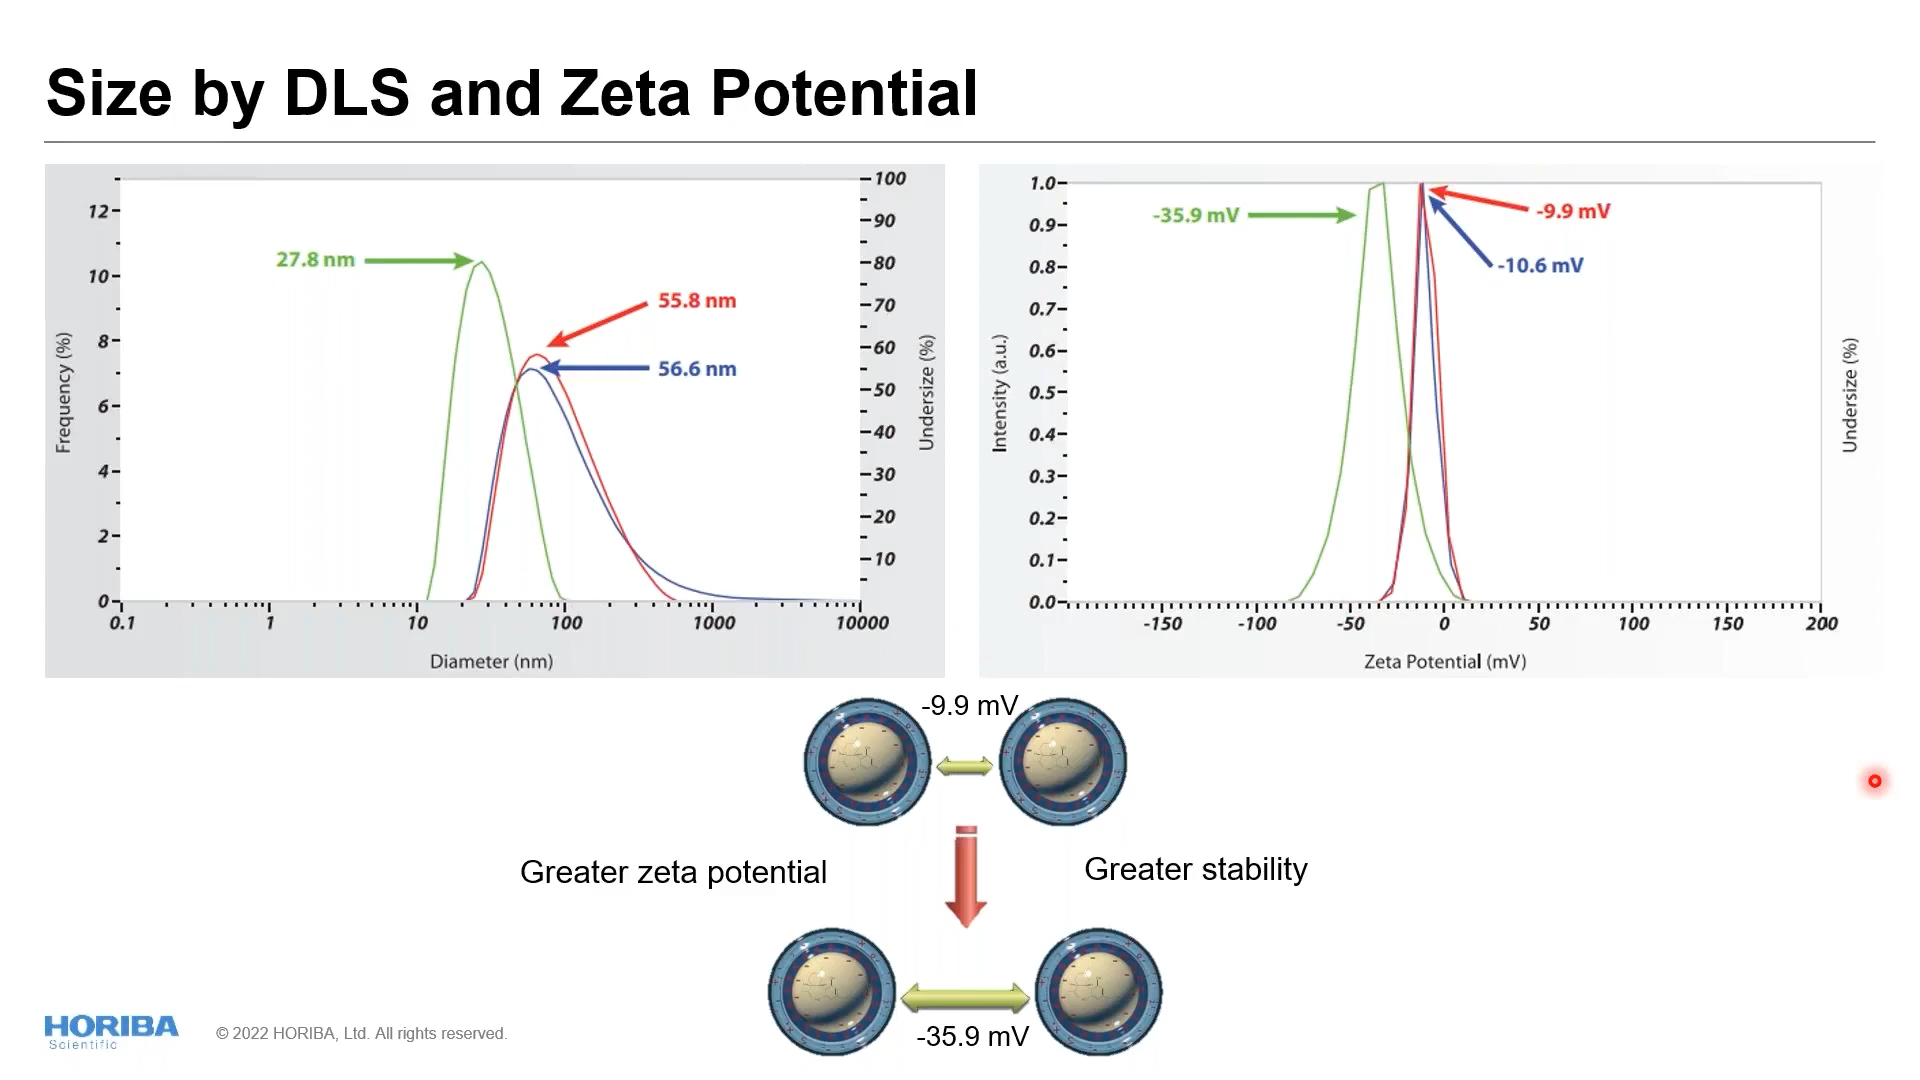 Size by DLS and Zeta Potential
12
10
8
6
4
2
0
Frequency (%)
27.8 nm
55.8 nm
56.6 nm
100
90
80
70
60
50
40
30
20
10
Undersize (%)
0.1 1 10 100 1000 10000
Diameter (nm)
1.0
0.9
0.8
0.7
0.6
0.5
0.4
0.3
0.2
0.1
0.0
Intensity (a.u.)
-35.9 mV
-9.9 mV
-10.6 mV
Undersize (%)
-150 -100 -50 0 50 100 150 200
Zeta Potential (mV)
-9.9 mV
Greater zeta potential
Greater stability
-35.9 mV
HORIBA
Scientific
© 2022 HORIBA, Ltd. All rights reserved.